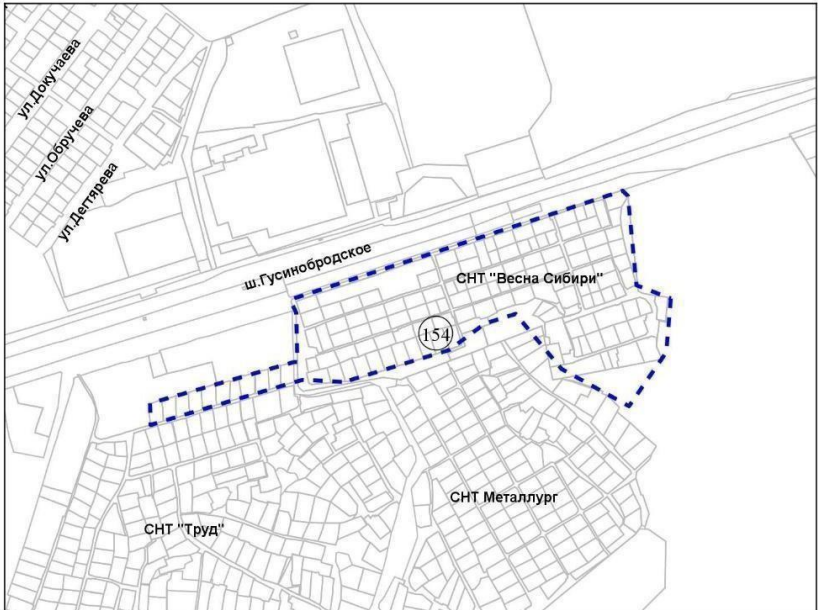 ул.Докучаева
ул.Обручева
ул.Дегтярева
ш.Гусинобродское
СНТ "Весна Сибири"
154
СНТ Металлург
СНТ "Труд"